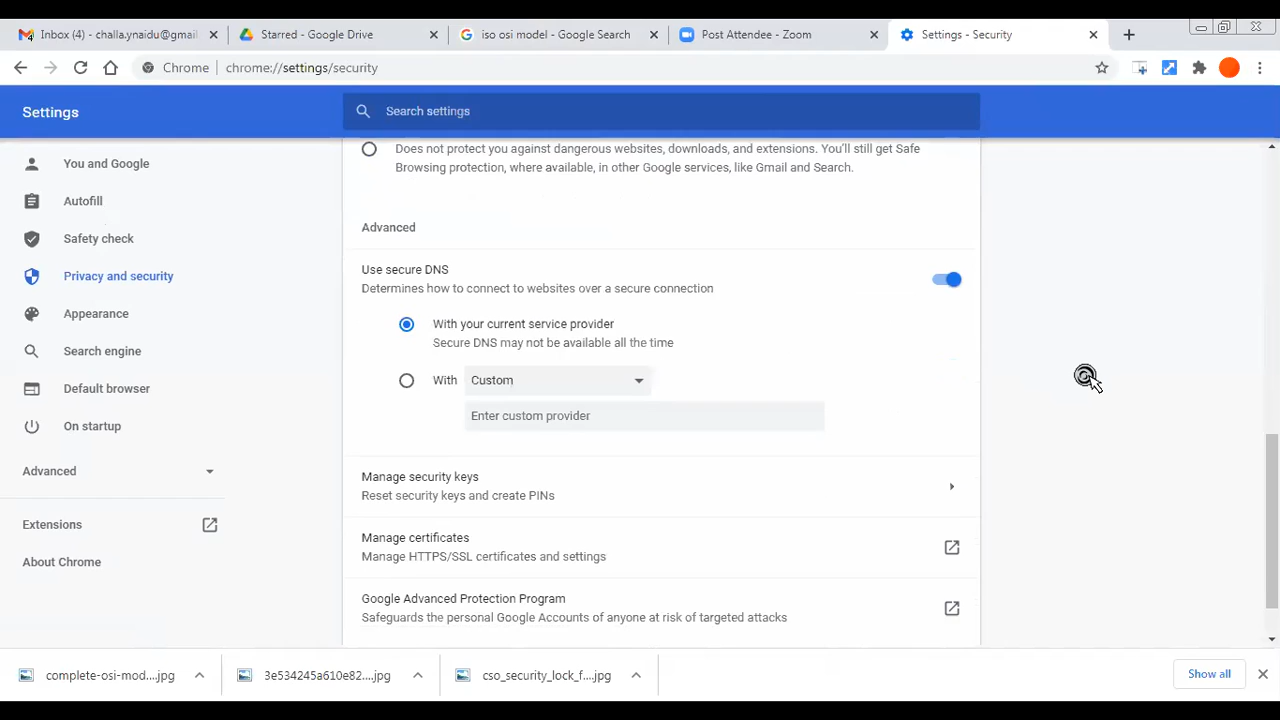 Inbox (4) - challa.ynaidu@gmail
Starred - Google Drive
iso osi model - Google Search
Post Attendee - Zoom
Settings - Security
Chrome
chrome://settings/security
Settings
Search settings
You and Google
Autofill
Safety check
Privacy and security
Appearance
Search engine
Default browser
On startup
Advanced
Extensions
About Chrome
Does not protect you against dangerous websites, downloads, and extensions. You'll still get Safe
Browsing protection, where available, in other Google services, like Gmail and Search.
Advanced
Use secure DNS
Determines how to connect to websites over a secure connection
With your current service provider
Secure DNS may not be available all the time
With Custom
Enter custom provider
Manage security keys
Reset security keys and create PINs
Manage certificates
Manage HTTPS/SSL certificates and settings
Google Advanced Protection Program
Safeguards the personal Google Accounts of anyone at risk of targeted attacks
complete-osi-mod....jpg
3e534245a610e82....jpg
cso_security_lock_f....jpg
Show all